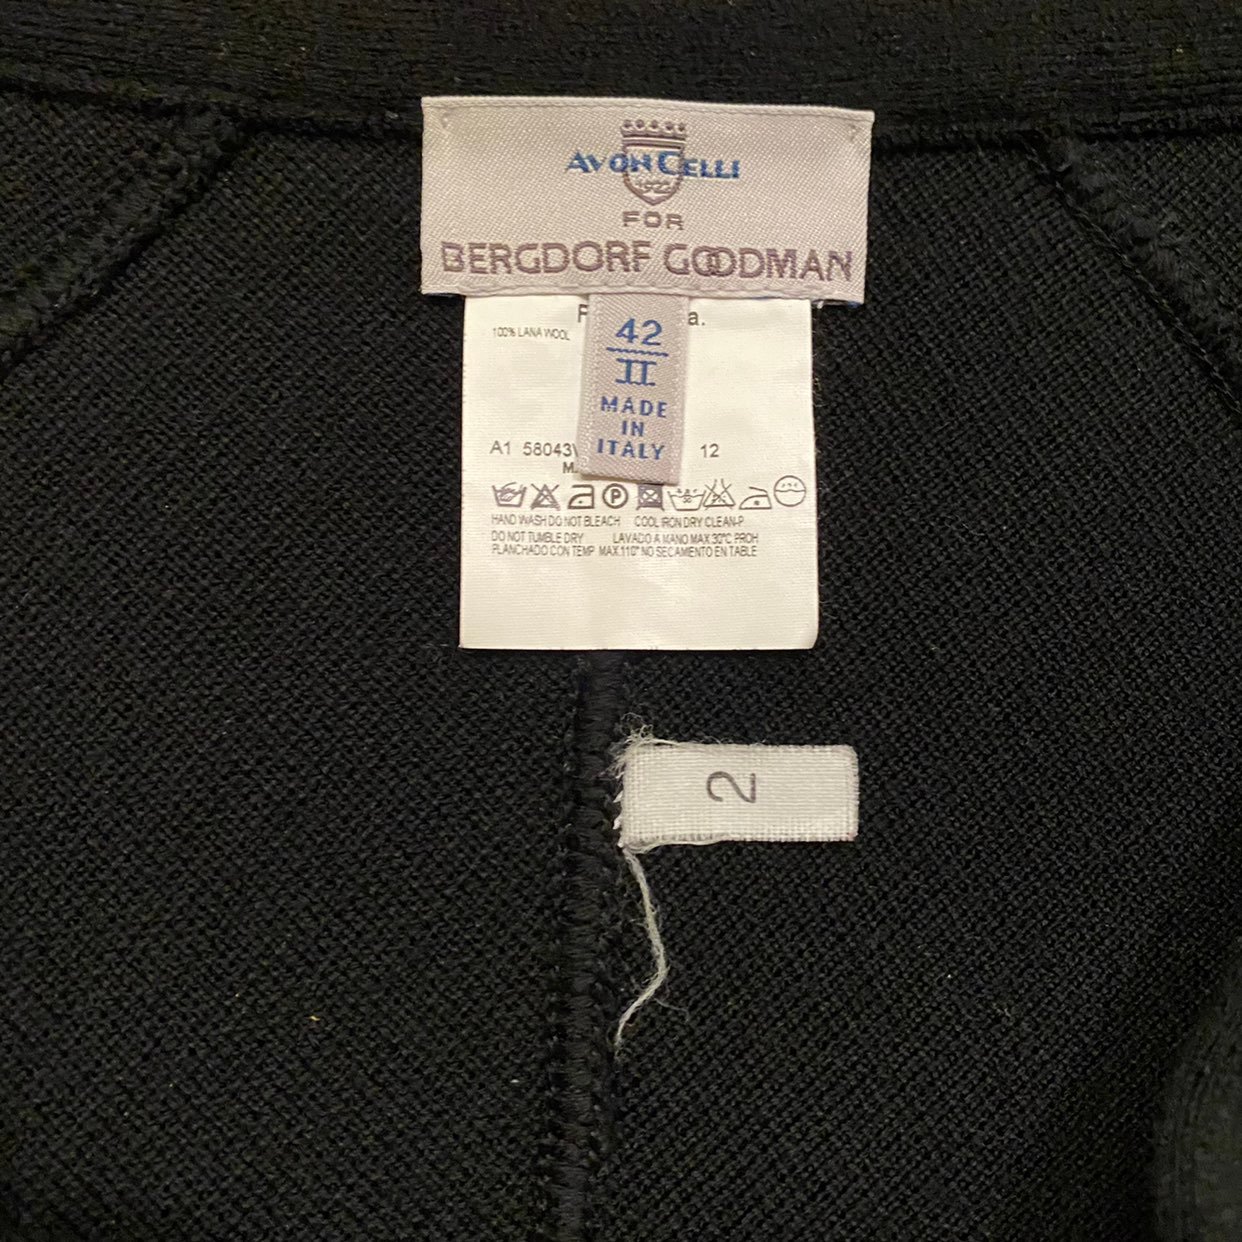 AVON CELLI
1922
FOR
BERGDORF GOODMAN
a.
100% LANA WOOL
42
II
MADE
IN
ITALY
A1 58043 12
P
HAND WASH DO NOT BLEACH COOL IRON DRY CLEAN-P
DO NOT TUMBLE DRY LAVADO A MANO MAX 30°C PROH
PLANCHADO CON TEMP MAX.110° NO SECAMIENTO EN TABLE
2